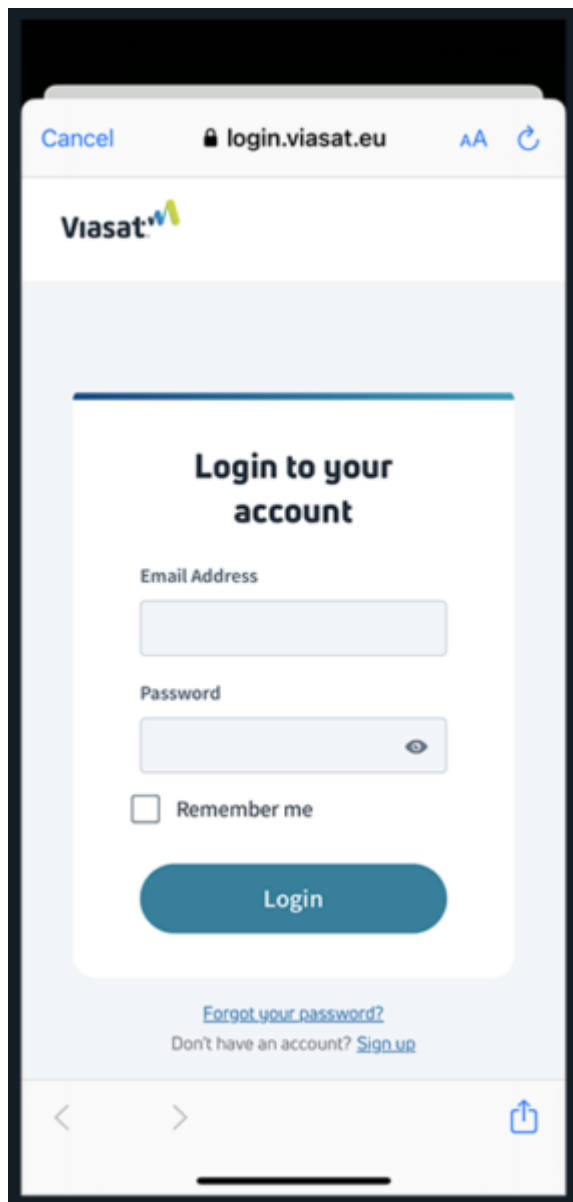 Cancel
login.viasat.eu
AA
Viasat
Login to your
account
Email Address
Password
Remember me
Login
Forgot your password?
Don't have an account? Sign up